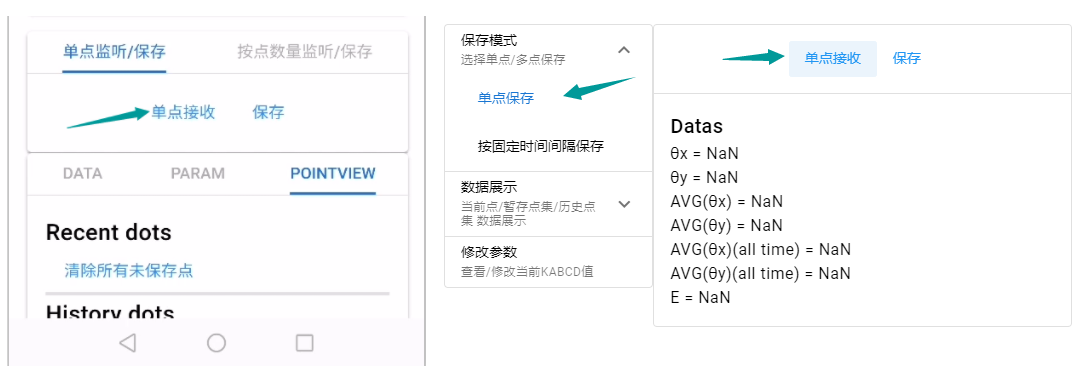 单点监听/保存
按点数量监听/保存
单点接收
保存
DATA
PARAM
POINTVIEW
Recent dots
清除所有未保存点
History dots
保存模式
选择单点/多点保存
单点保存
按固定时间间隔保存
数据展示
当前点/暂存点集/历史点
集 数据展示
修改参数
查看/修改当前KABCD值
单点接收
保存
Datas
θx = NaN
θy = NaN
AVG(θx) = NaN
AVG(θy) = NaN
AVG(θx)(all time) = NaN
AVG(θy)(all time) = NaN
E = NaN